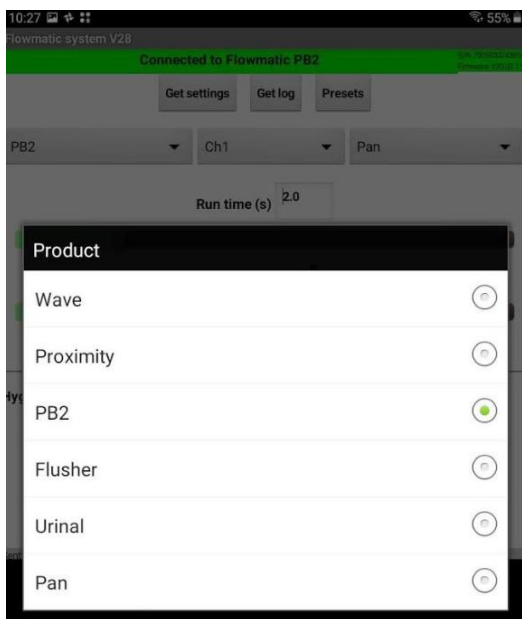 10:27 55%
Flowmatic system V28
Connected to Flowmatic PB2
Get settings Get log Presets
PB2 Ch1 Pan
Run time (s) 2.0
Product
Wave
Proximity
PB2
Flusher
Urinal
Pan